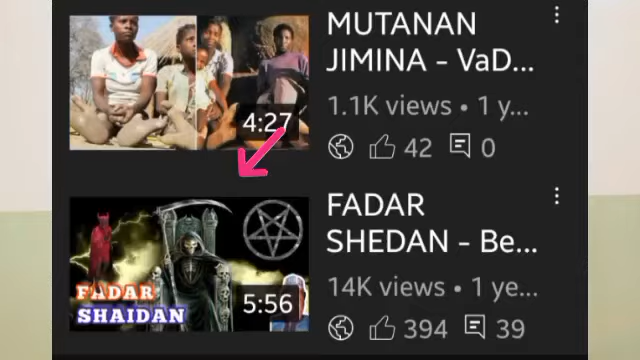 MUTANAN
JIMINA - VaD...
1.1K views • 1 y...
42 0
4:27
FADAR
SHEDAN - Be...
14K views • 1 ye...
394 39
FADAR
SHAIDAN
5:56